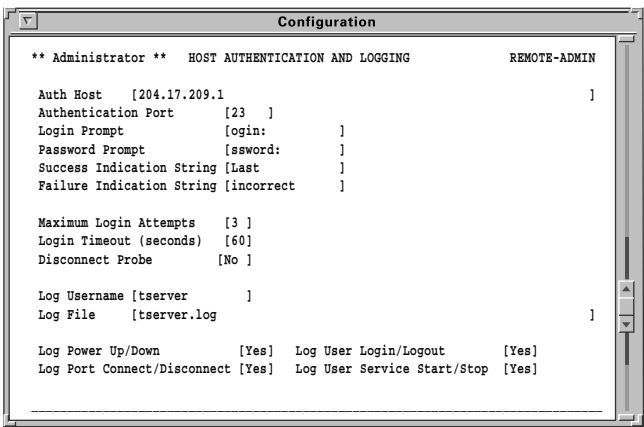 Configuration
** Administrator ** HOST AUTHENTICATION AND LOGGING REMOTE-ADMIN
Auth Host [204.17.209.1 ]
Authentication Port [23 ]
Login Prompt [ogin: ]
Password Prompt [ssword: ]
Success Indication String [Last ]
Failure Indication String [incorrect ]
Maximum Login Attempts [3 ]
Login Timeout (seconds) [60]
Disconnect Probe [No ]
Log Username [tserver ]
Log File [tserver.log ]
Log Power Up/Down [Yes] Log User Login/Logout [Yes]
Log Port Connect/Disconnect [Yes] Log User Service Start/Stop [Yes]